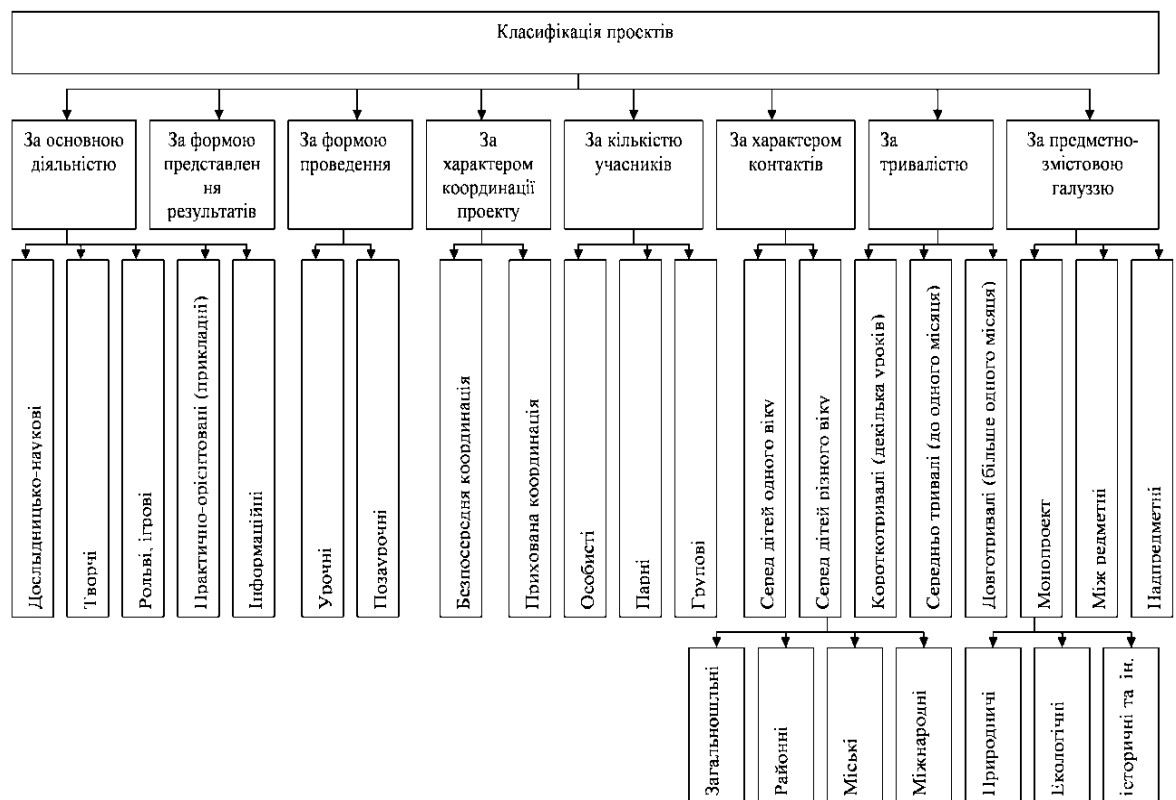 Класифікація проєктів
За основною
діяльністю
За формою
представлен
ня
результатів
За формою
проведення
За
характером
координації
проекту
За кількістю
учасників
За характером
контактів
За
тривалістю
За предметно-
змістовою
галуззю
Дослыдницько-наукові
Творчі
Рольві, ігрові
Практично-орієнтовані (прикладні)
Інформаційні
Урочні
Позаурочні
Безпосередня координація
Прихована координація
Особисті
Парні
Групові
Серед дітей одного віку
Серед дітей різного віку
Короткотривалі (декілька уроків)
Середньо тривалі (до одного місяця)
Довготривалі (більше одного місяця)
Монопроект
Між редметні
Надпредметні
Загальношльні
Районні
Міські
Міжнародні
Природничі
Екологічні
історичні та ін.